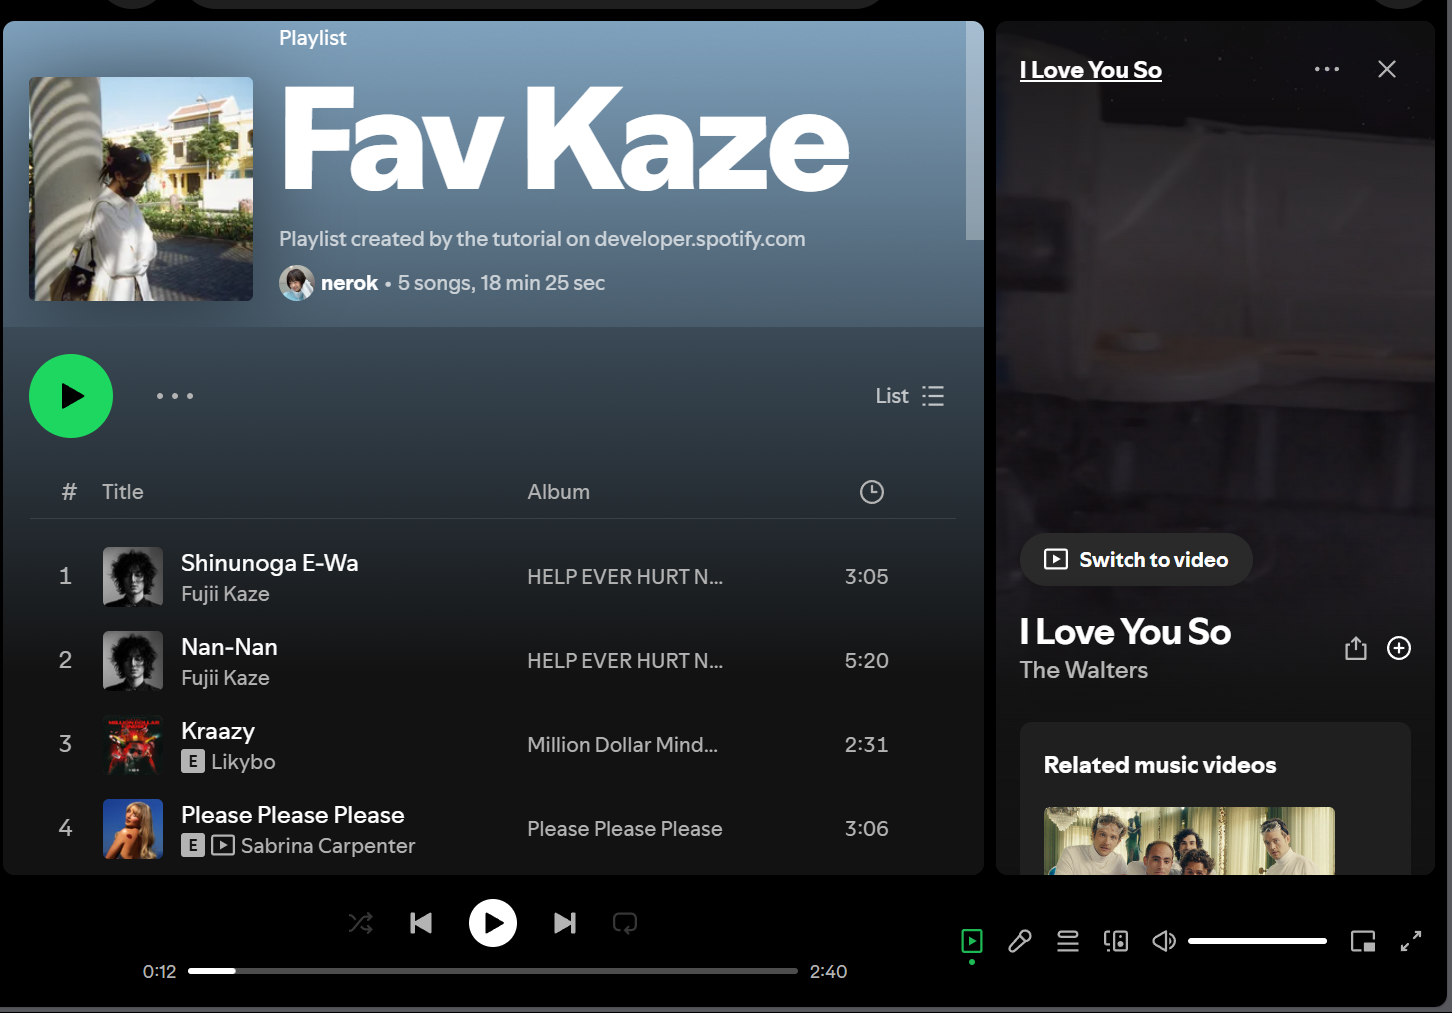 Playlist
Fav Kaze
Playlist created by the tutorial on developer.spotify.com
nerok • 5 songs, 18 min 25 sec
List
# Title Album
1 Shinunoga E-Wa HELP EVER HURT N... 3:05
Fujii Kaze
2 Nan-Nan HELP EVER HURT N... 5:20
Fujii Kaze
3 Kraazy Million Dollar Mind... 2:31
E Likybo
4 Please Please Please Please Please Please 3:06
E Sabrina Carpenter
I Love You So
Switch to video
I Love You So
The Walters
Related music videos
0:12 2:40